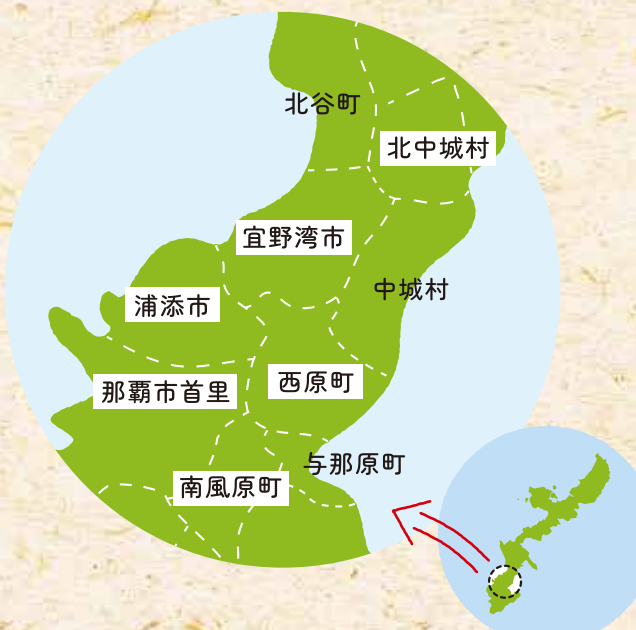 北谷町
北中城村
宜野湾市
中城村
浦添市
西原町
那覇市首里
与那原町
南風原町